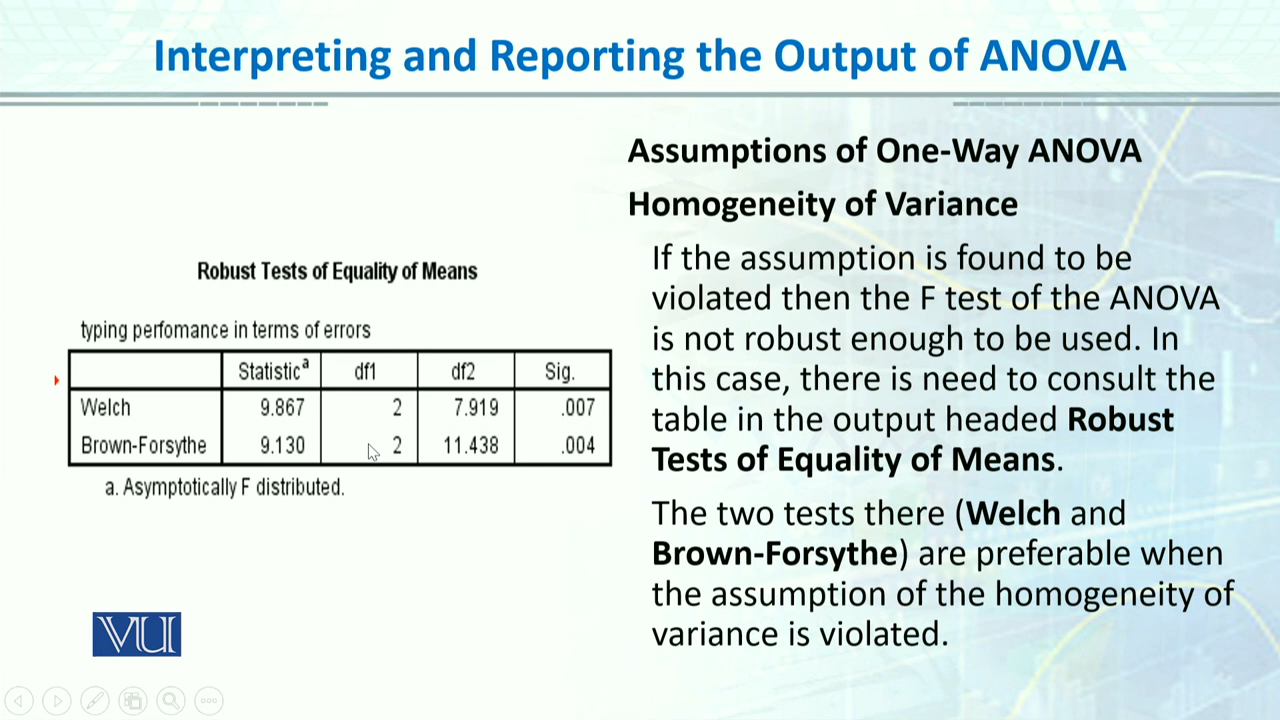 Interpreting and Reporting the Output of ANOVA
Robust Tests of Equality of Means
typing perfomance in terms of errors
Statistic a df1 df2 Sig.
Welch 9.867 2 7.919 .007
Brown-Forsythe 9.130 2 11.438 .004
a. Asymptotically F distributed.
Assumptions of One-Way ANOVA
Homogeneity of Variance
If the assumption is found to be
violated then the F test of the ANOVA
is not robust enough to be used. In
this case, there is need to consult the
table in the output headed Robust
Tests of Equality of Means.
The two tests there (Welch and
Brown-Forsythe) are preferable when
the assumption of the homogeneity of
variance is violated.
VU